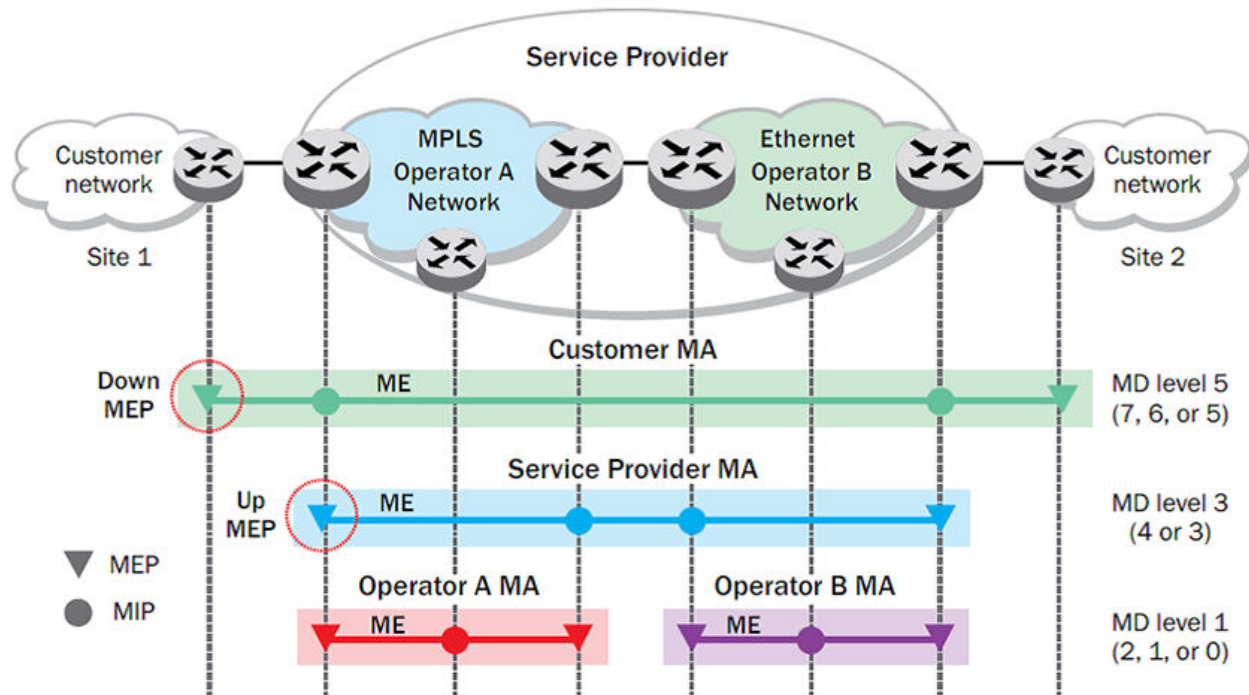 Service Provider
Customer
network
Site 1
MPLS
Operator A
Network
Ethernet
Operator B
Network
Customer
network
Site 2
Customer MA
Down
MEP
ME
MD level 5
(7, 6, or 5)
Service Provider MA
Up
MEP
ME
MD level 3
(4 or 3)
MEP
MIP
Operator A MA
ME
Operator B MA
ME
MD level 1
(2, 1, or 0)